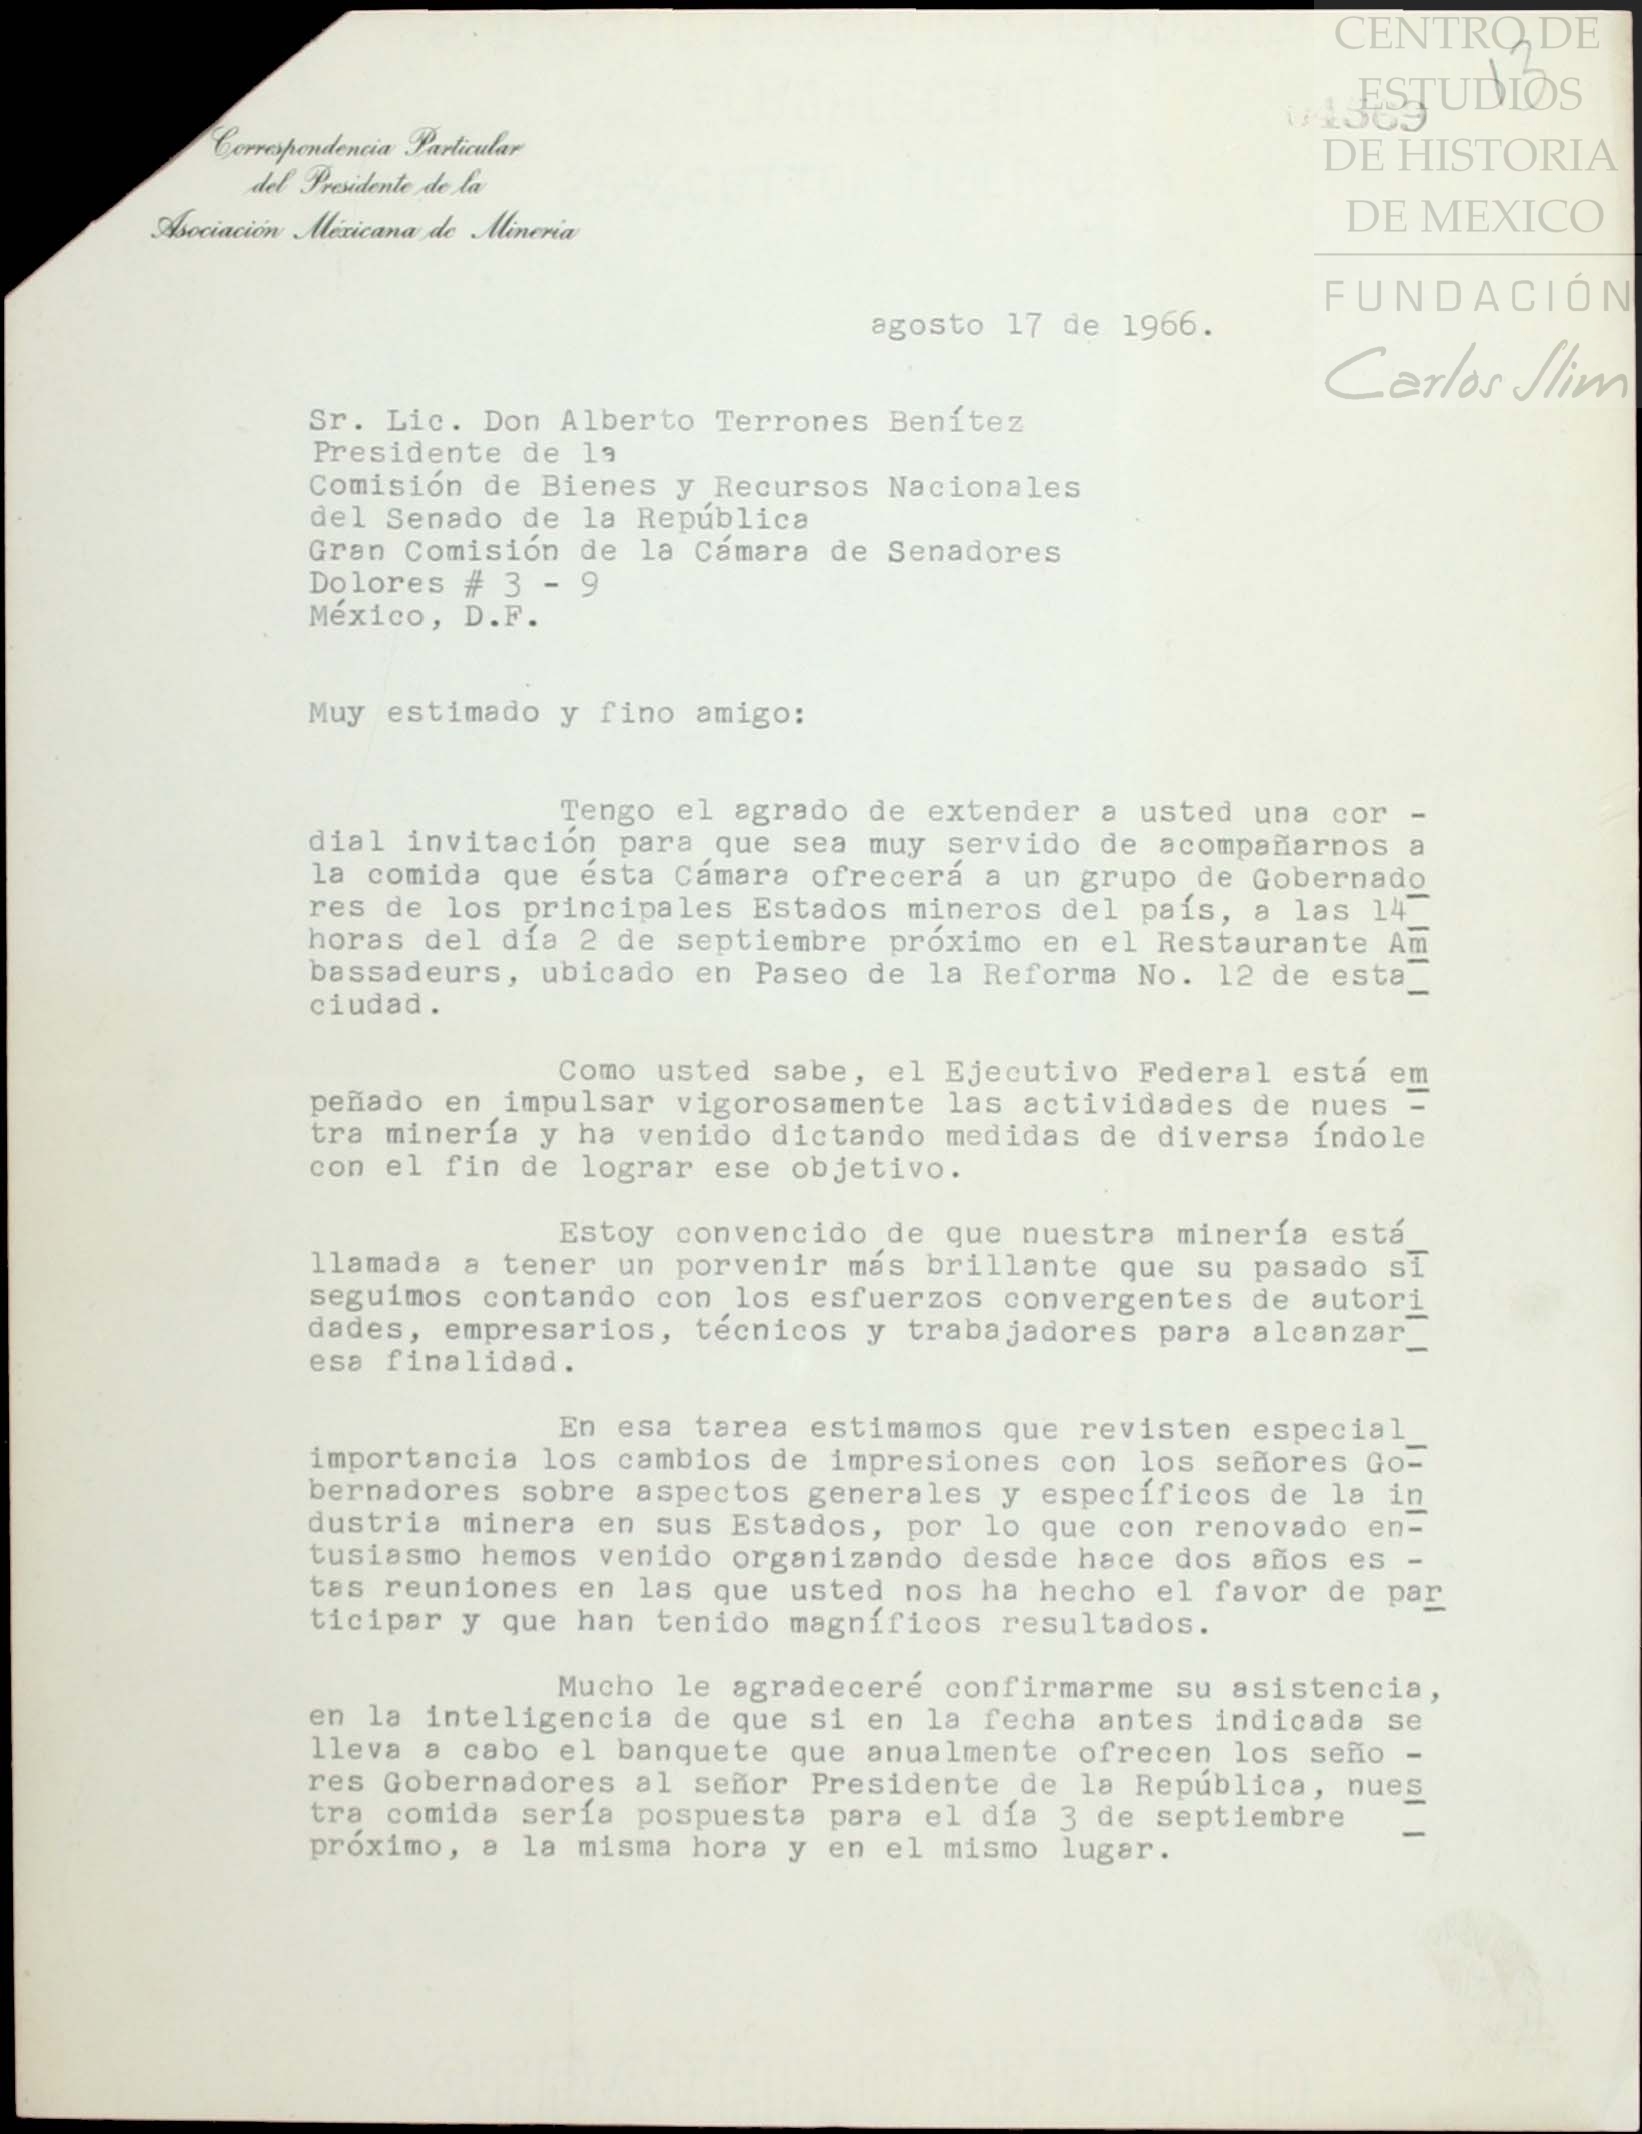 CENTRO DE
ESTUDIOS
DE HISTORIA
DE MEXICO
FUNDACIÓN
Carlos Slim
13
Correspondencia Particular
del Presidente de la
Asociación Méxicana de Minería
agosto 17 de 1966.
Sr. Lic. Don Alberto Terrones Benítez
Presidente de la
Comisión de Bienes y Recursos Nacionales
del Senado de la República
Gran Comisión de la Cámara de Senadores
Dolores # 3 - 9
México, D.F.
Muy estimado y fino amigo:
Tengo el agrado de extender a usted una cor -
dial invitación para que sea muy servido de acompañarnos a
la comida que ésta Cámara ofrecerá a un grupo de Gobernado
res de los principales Estados mineros del país, a las 14
horas del día 2 de septiembre próximo en el Restaurante Am
bassadeurs, ubicado en Paseo de la Reforma No. 12 de esta
ciudad.
Como usted sabe, el Ejecutivo Federal está em
peñado en impulsar vigorosamente las actividades de nues -
tra minería y ha venido dictando medidas de diversa índole
con el fin de lograr ese objetivo.
Estoy convencido de que nuestra minería está
llamada a tener un porvenir más brillante que su pasado si
seguimos contando con los esfuerzos convergentes de autori
dades, empresarios, técnicos y trabajadores para alcanzar
esa finalidad.
En esa tarea estimamos que revisten especial
importancia los cambios de impresiones con los señores Go-
bernadores sobre aspectos generales y específicos de la in
dustria minera en sus Estados, por lo que con renovado en-
tusiasmo hemos venido organizando desde hace dos años es -
tas reuniones en las que usted nos ha hecho el favor de par
ticipar y que han tenido magníficos resultados.
Mucho le agradeceré confirmarme su asistencia,
en la inteligencia de que si en la fecha antes indicada se
lleva a cabo el banquete que anualmente ofrecen los seño -
res Gobernadores al señor Presidente de la República, nues
tra comida sería pospuesta para el día 3 de septiembre
próximo, a la misma hora y en el mismo lugar.